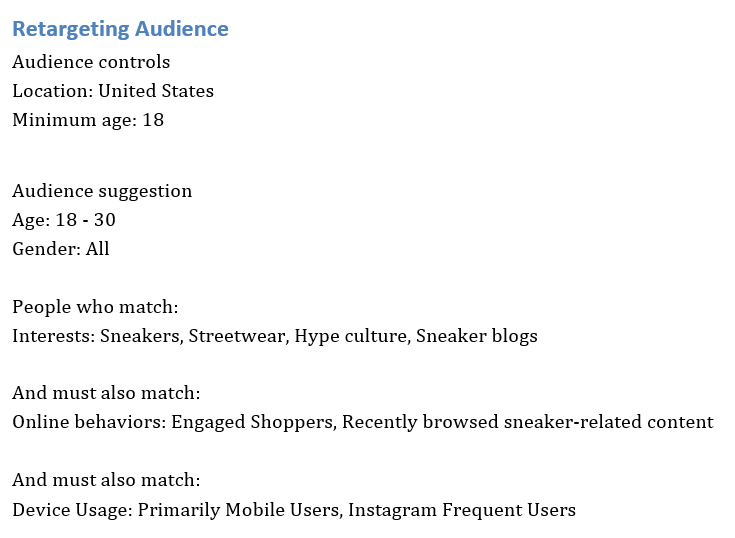 Retargeting Audience
Audience controls
Location: United States
Minimum age: 18
Audience suggestion
Age: 18 - 30
Gender: All
People who match:
Interests: Sneakers, Streetwear, Hype culture, Sneaker blogs
And must also match:
Online behaviors: Engaged Shoppers, Recently browsed sneaker-related content
And must also match:
Device Usage: Primarily Mobile Users, Instagram Frequent Users